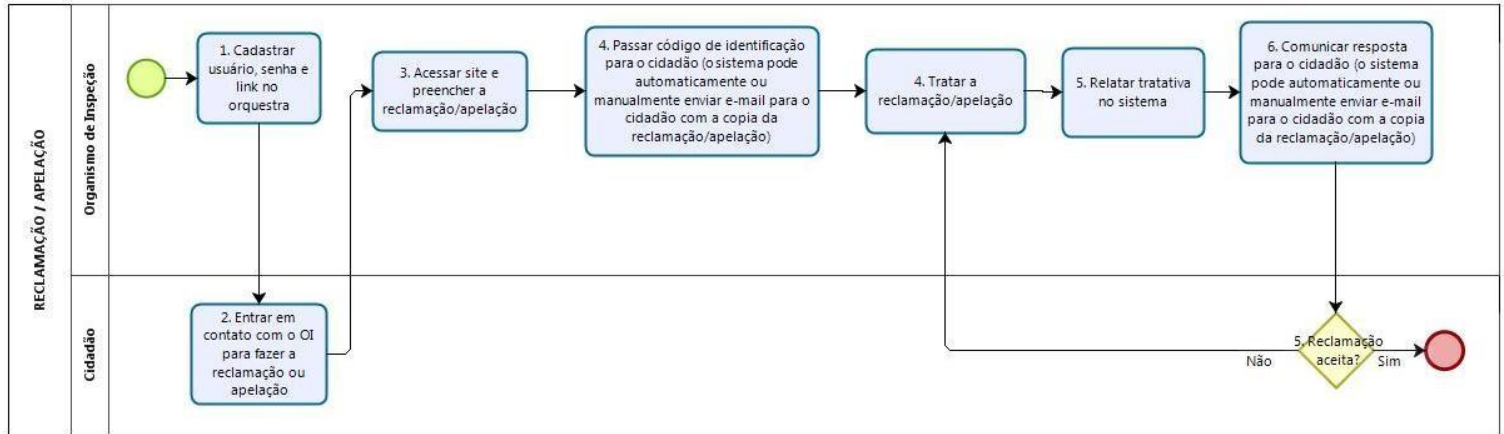 RECLAMAÇÃO / APELAÇÃO
Organismo de Inspeção
1. Cadastrar
usuário, senha e
link no
orquestra
3. Acessar site e
preencher a
reclamação/apelação
4. Passar código de identificação
para o cidadão (o sistema pode
automaticamente ou
manualmente enviar e-mail para o
cidadão com a copia da
reclamação/apelação)
4. Tratar a
reclamação/apelação
5. Relatar tratativa
no sistema
6. Comunicar resposta
para o cidadão (o sistema
pode automaticamente ou
manualmente enviar e-mail
para o cidadão com a copia
da reclamação/apelação)
Cidadão
2. Entrar em
contato com o OI
para fazer a
reclamação ou
apelação
5. Reclamação
aceita?
Não
Sim